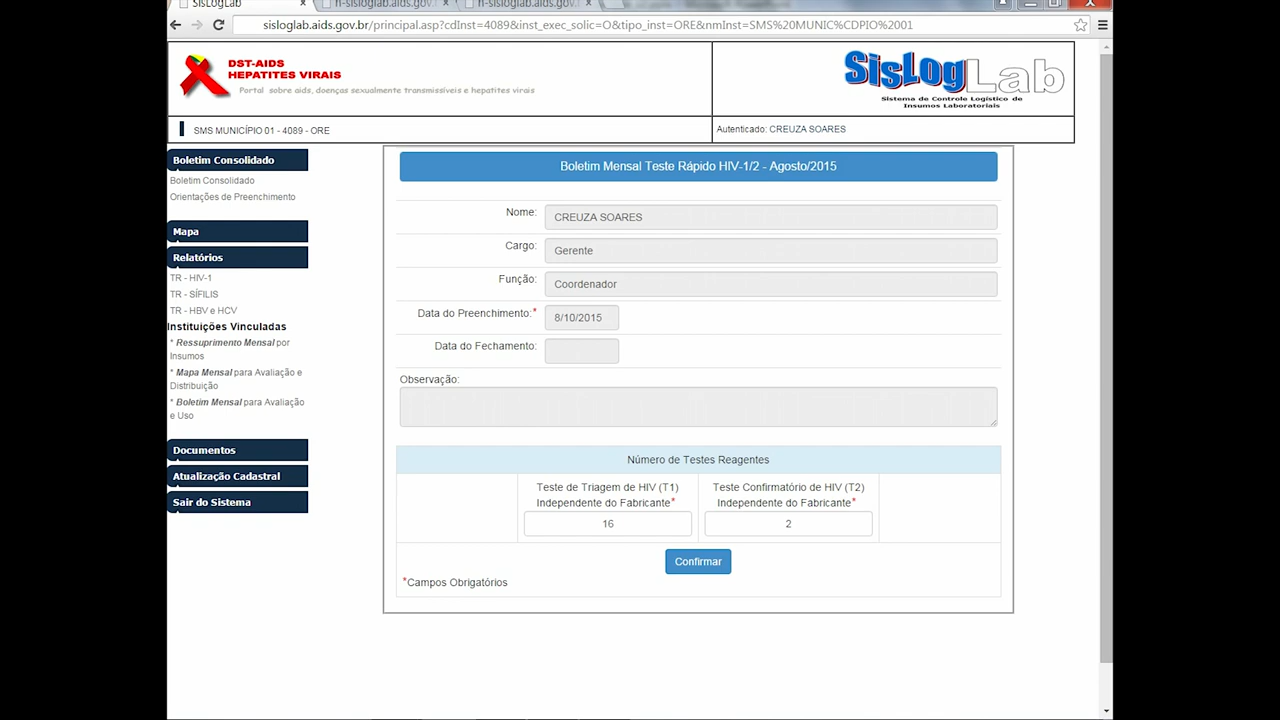 SisLogLab
sisloglab.aids.gov.br/principal.asp?cdInst=4089&inst_exec_solic=O&tipo_inst=ORE&nmInst=SMS%20MUNIC%CDPIO%2001
DST-AIDS
HEPATITES VIRAIS
Portal sobre aids, doenças sexualmente transmissíveis e hepatites virais
SisLogLab
Sistema de Controle Logístico de
Insumos Laboratoriais
SMS MUNICÍPIO 01 - 4089 - ORE
Autenticado: CREUZA SOARES
Boletim Consolidado
Boletim Consolidado
Orientações de Preenchimento
Mapa
Relatórios
TR - HIV-1
TR - SÍFILIS
TR - HBV e HCV
Instituições Vinculadas
* Ressuprimento Mensal por
Insumos
* Mapa Mensal para Avaliação e
Distribuição
* Boletim Mensal para Avaliação
e Uso
Documentos
Atualização Cadastral
Sair do Sistema
Boletim Mensal Teste Rápido HIV-1/2 - Agosto/2015
Nome: CREUZA SOARES
Cargo: Gerente
Função: Coordenador
Data do Preenchimento:* 8/10/2015
Data do Fechamento:
Observação:
Número de Testes Reagentes
Teste de Triagem de HIV (T1)
Independente do Fabricante*
16
Teste Confirmatório de HIV (T2)
Independente do Fabricante*
2
Confirmar
*Campos Obrigatórios